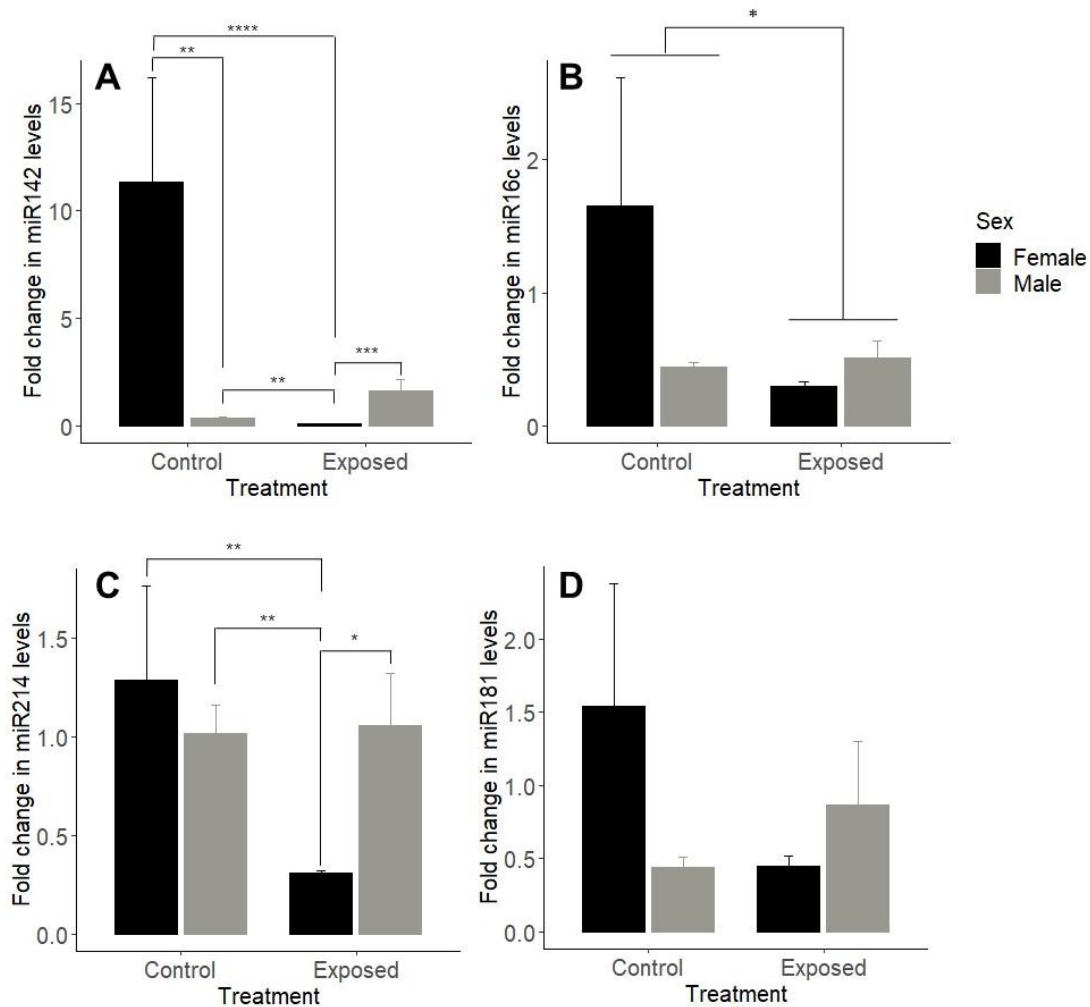 A
****
**
**
***
15
10
5
0
Fold change in miR142 levels
Control
Exposed
Treatment
B
*
2
1
0
Fold change in miR16c levels
Control
Exposed
Treatment
Sex
Female
Male
C
**
**
*
1.5
1.0
0.5
0.0
Fold change in miR214 levels
Control
Exposed
Treatment
D
2.0
1.5
1.0
0.5
0.0
Fold change in miR181 levels
Control
Exposed
Treatment